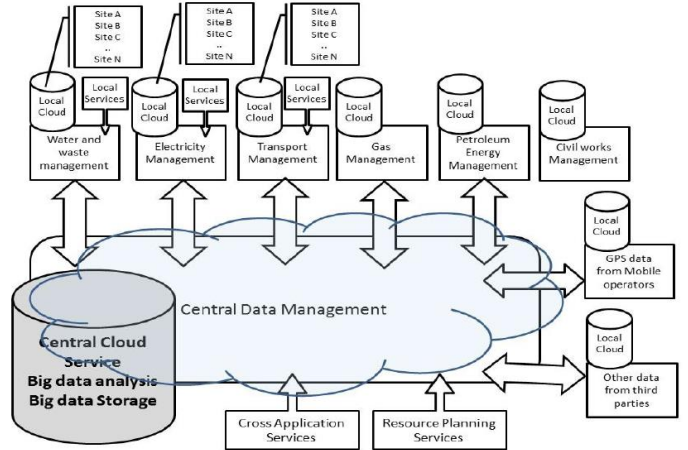 Site A
Site B
Site C
..
Site N
Site A
Site B
Site C
..
Site N
Site A
Site B
Site C
..
Site N
Local
Cloud
Local
Services
Local
Cloud
Local
Services
Local
Cloud
Local
Services
Local
Cloud
Local
Cloud
Local
Cloud
Water and
waste
management
Electricity
Management
Transport
Management
Gas
Management
Petroleum
Energy
Management
Civil works
Management
Local
Cloud
GPS data
from Mobile
operators
Central Data Management
Central Cloud
Service
Big data analysis
Big data Storage
Local
Cloud
Other data
from third
parties
Cross Application
Services
Resource Planning
Services